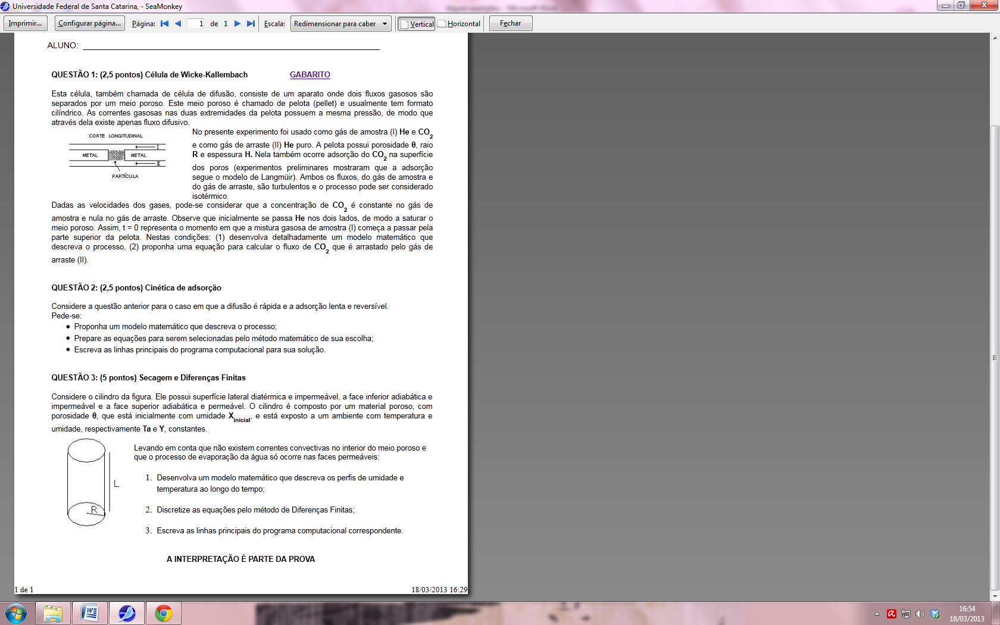 Universidade Federal de Santa Catarina, - SeaMonkey
Imprimir... Configurar página... Página: 1 de 1 Escala: Redimensionar para caber Vertical Horizontal Fechar
ALUNO:
QUESTÃO 1: (2,5 pontos) Célula de Wicke-Kallembach GABARITO
Esta célula, também chamada de célula de difusão, consiste de um aparato onde dois fluxos gasosos são
separados por um meio poroso. Este meio poroso é chamado de pelota (pellet) e usualmente tem formato
cilíndrico. As correntes gasosas nas duas extremidades da pelota possuem a mesma pressão, de modo que
através dela existe apenas fluxo difusivo.
CORTE LONGITUDINAL
I
METAL METAL
II
PARTÍCULA
No presente experimento foi usado como gás de amostra (I) He e CO2
e como gás de arraste (II) He puro. A pelota possui porosidade θ, raio
R e espessura H. Nela também ocorre adsorção do CO2 na superfície
dos poros (experimentos preliminares mostraram que a adsorção
segue o modelo de Langmüir). Ambos os fluxos, do gás de amostra e
do gás de arraste, são turbulentos e o processo pode ser considerado
isotérmico.
Dadas as velocidades dos gases, pode-se considerar que a concentração de CO2 é constante no gás de
amostra e nula no gás de arraste. Observe que inicialmente se passa He nos dois lados, de modo a saturar o
meio poroso. Assim, t = 0 representa o momento em que a mistura gasosa de amostra (I) começa a passar pela
parte superior da pelota. Nestas condições: (1) desenvolva detalhadamente um modelo matemático que
descreva o processo, (2) proponha uma equação para calcular o fluxo de CO2 que é arrastado pelo gás de
arraste (II).
QUESTÃO 2: (2,5 pontos) Cinética de adsorção
Considere a questão anterior para o caso em que a difusão é rápida e a adsorção lenta e reversível.
Pede-se:
• Proponha um modelo matemático que descreva o processo;
• Prepare as equações para serem selecionadas pelo método matemático de sua escolha;
• Escreva as linhas principais do programa computacional para sua solução.
QUESTÃO 3: (5 pontos) Secagem e Diferenças Finitas
Considere o cilindro da figura. Ele possui superfície lateral diatérmica e impermeável, a face inferior adiabática e
impermeável e a face superior adiabática e permeável. O cilindro é composto por um material poroso, com
porosidade θ, que está inicialmente com umidade Xinicial, e está exposto a um ambiente com temperatura e
umidade, respectivamente Ta e Y, constantes.
L
R
Levando em conta que não existem correntes convectivas no interior do meio poroso e
que o processo de evaporação da água só ocorre nas faces permeáveis:
1. Desenvolva um modelo matemático que descreva os perfis de umidade e
temperatura ao longo do tempo;
2. Discretize as equações pelo método de Diferenças Finitas;
3. Escreva as linhas principais do programa computacional correspondente.
A INTERPRETAÇÃO É PARTE DA PROVA
1 de 1 18/03/2013 16:29
16:54
18/03/2013